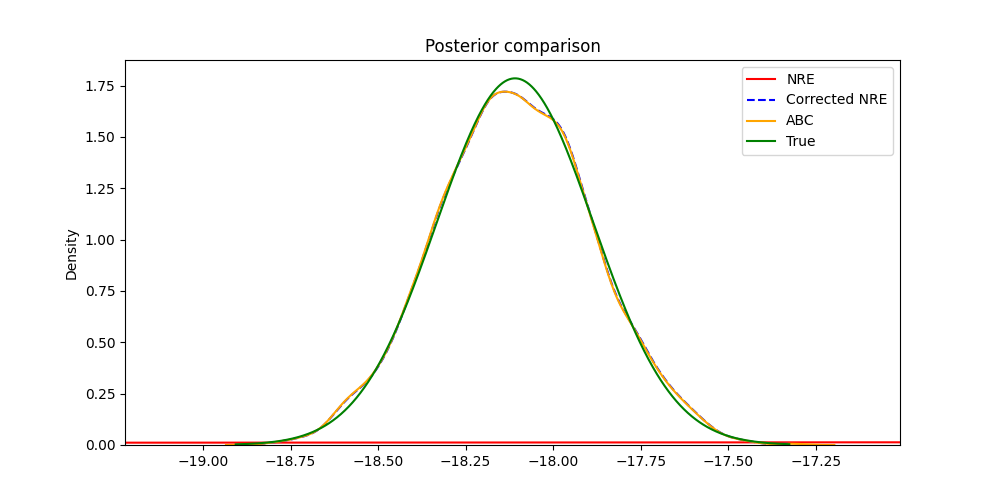 Posterior comparison
NRE
Corrected NRE
ABC
True
Density
1.75
1.50
1.25
1.00
0.75
0.50
0.25
0.00
−19.00 −18.75 −18.50 −18.25 −18.00 −17.75 −17.50 −17.25